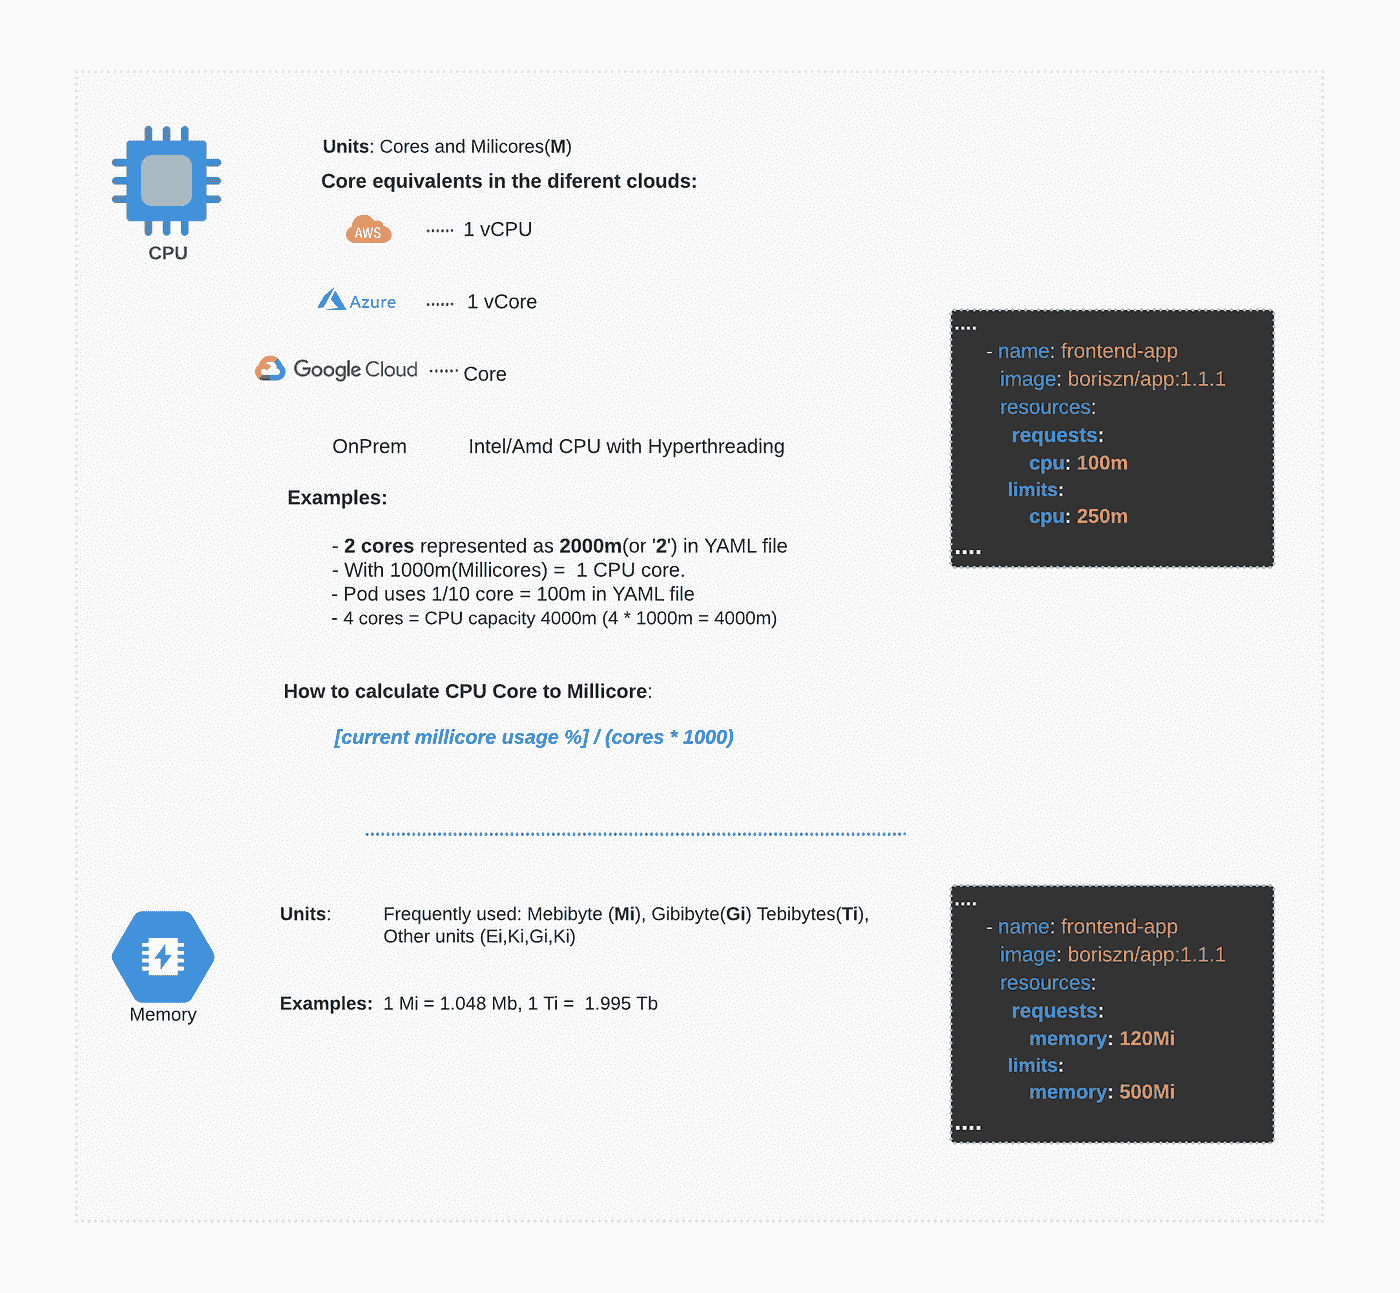 CPU
Units: Cores and Milicores(M)
Core equivalents in the diferent clouds:
AWS ...... 1 vCPU
Azure ...... 1 vCore
Google Cloud ...... Core
OnPrem Intel/Amd CPU with Hyperthreading
Examples:
- 2 cores represented as 2000m(or '2') in YAML file
- With 1000m(Millicores) = 1 CPU core.
- Pod uses 1/10 core = 100m in YAML file
- 4 cores = CPU capacity 4000m (4 * 1000m = 4000m)
How to calculate CPU Core to Millicore:
[current millicore usage %] / (cores * 1000)
....
- name: frontend-app
image: boriszn/app:1.1.1
resources:
requests:
cpu: 100m
limits:
cpu: 250m
....
Memory
Units: Frequently used: Mebibyte (Mi), Gibibyte(Gi) Tebibytes(Ti),
Other units (Ei,Ki,Gi,Ki)
Examples: 1 Mi = 1.048 Mb, 1 Ti = 1.995 Tb
....
- name: frontend-app
image: boriszn/app:1.1.1
resources:
requests:
memory: 120Mi
limits:
memory: 500Mi
....